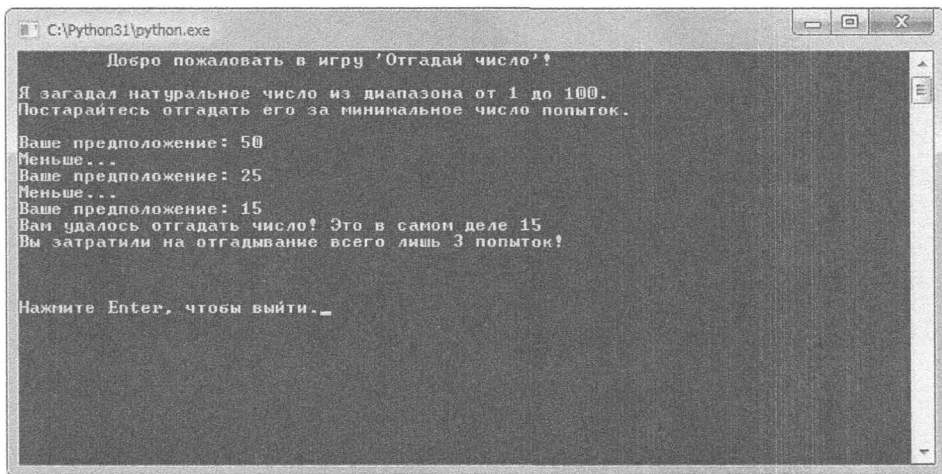 C:\Python31\python.exe
Добро пожаловать в игру 'Отгадай число'!
Я загадал натуральное число из диапазона от 1 до 100.
Постарайтесь отгадать его за минимальное число попыток.
Ваше предположение: 50
Меньше...
Ваше предположение: 25
Меньше...
Ваше предположение: 15
Вам удалось отгадать число! Это в самом деле 15
Вы затратили на отгадывание всего лишь 3 попыток!
Нажмите Enter, чтобы выйти._